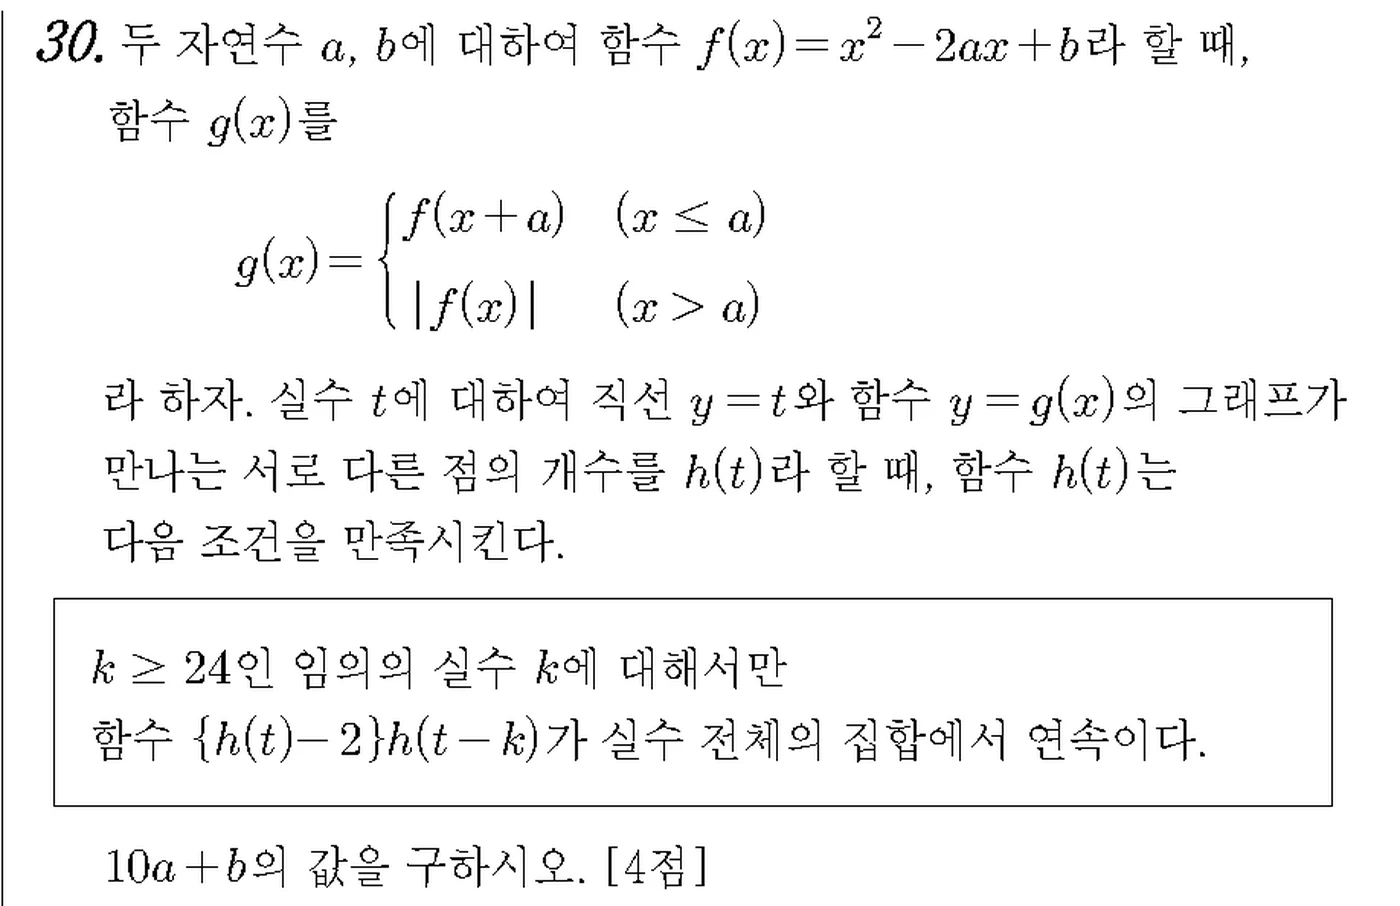 30. 두 자연수 a, b에 대하여 함수 f(x)=x²-2ax+b라 할 때,
함수 g(x)를
g(x)={ f(x+a) (x ≤ a)
|f(x)| (x > a)
라 하자. 실수 t에 대하여 직선 y=t와 함수 y=g(x)의 그래프가
만나는 서로 다른 점의 개수를 h(t)라 할 때, 함수 h(t)는
다음 조건을 만족시킨다.
k ≥ 24인 임의의 실수 k에 대해서만
함수 {h(t)-2}h(t-k)가 실수 전체의 집합에서 연속이다.
10a+b의 값을 구하시오. [4점]